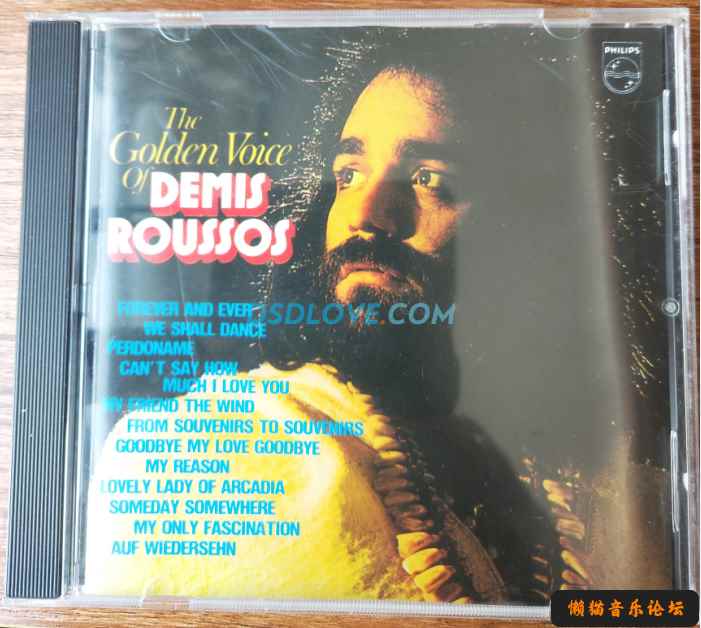 PHILIPS
The
Golden Voice
Of DEMIS
ROUSSOS
FOREVER AND EVER
WE SHALL DANCE
PERDONAME
CAN'T SAY HOW
MUCH I LOVE YOU
MY FRIEND THE WIND
FROM SOUVENIRS TO SOUVENIRS
GOODBYE MY LOVE GOODBYE
MY REASON
LOVELY LADY OF ARCADIA
SOMEDAY SOMEWHERE
MY ONLY FASCINATION
AUF WIEDERSEHN
DSDLOVE.COM
懒猫音乐论坛